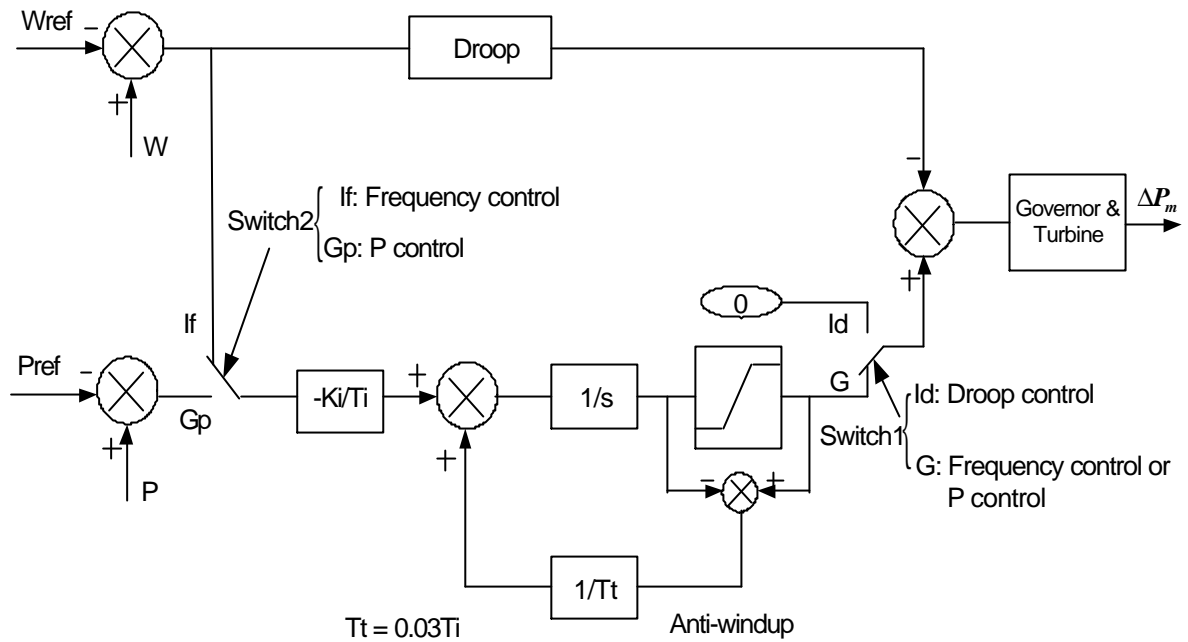 Wref
-
Droop
+
W
-
If: Frequency control
Switch2
Gp: P control
Governor &
Turbine
ΔPm
+
0
Id
If
Pref
-
Gp
-Ki/Ti
+
1/s
G
Id: Droop control
Switch1
G: Frequency control or
P control
+
P
+
-
+
1/Tt
Tt = 0.03Ti
Anti-windup